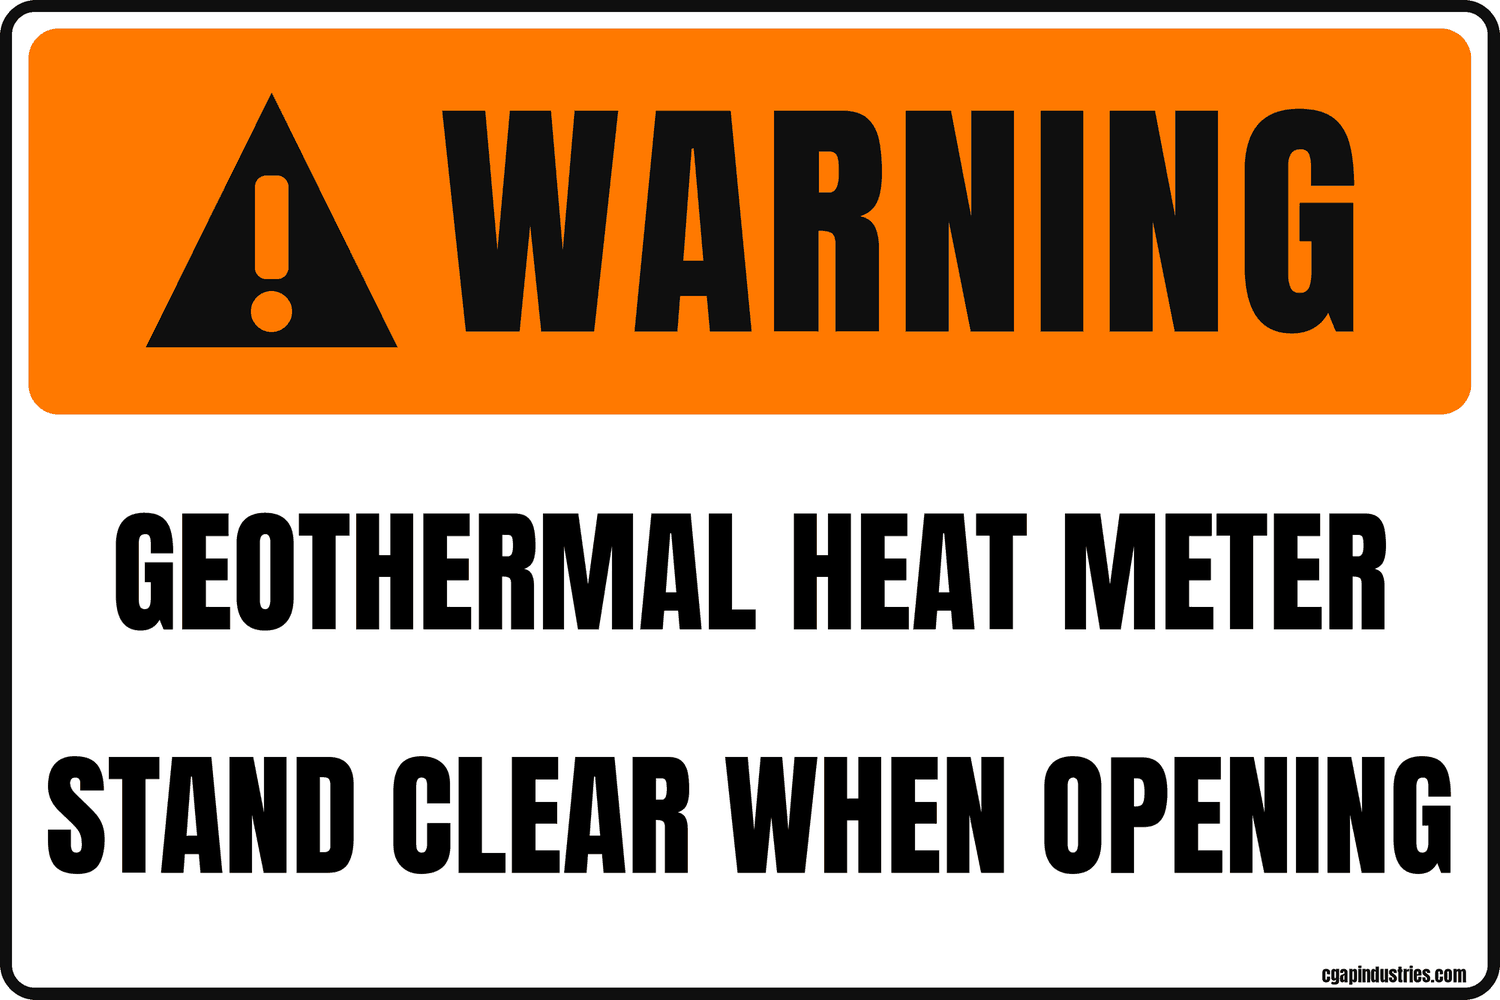 WARNING
GEOTHERMAL HEAT METER
STAND CLEAR WHEN OPENING
cgapindustries.com